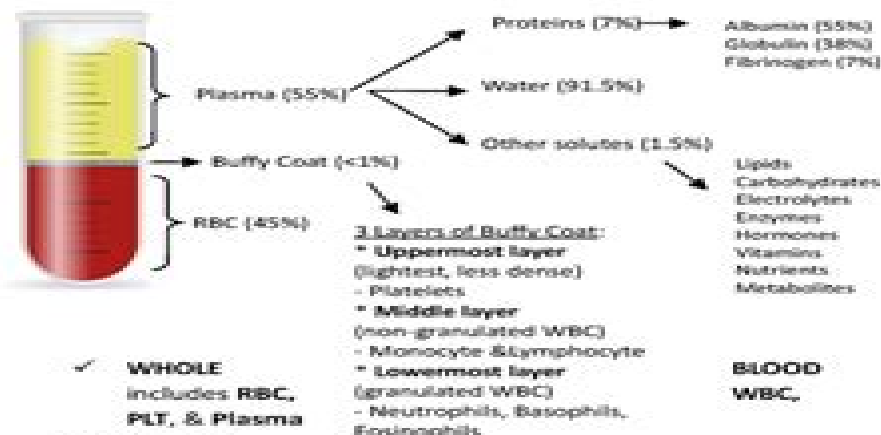 Proteins (7%)
Albumin (55%)
Globulin (38%)
Fibrinogen (7%)
Plasma (55%)
Water (91.5%)
Other solutes (1.5%)
Buffy Coat (<1%)
Lipids
Carbohydrates
Electrolytes
Enzymes
Hormones
Vitamins
Nutrients
Metabolites
RBC (45%)
3 Layers of Buffy Coat:
* Uppermost layer
(lightest, less dense)
- Platelets
* Middle layer
(non-granulated WBC)
- Monocyte &Lymphocyte
* Lowermost layer
(granulated WBC)
- Neutrophils, Basophils,
Eosinophils
✓ WHOLE BLOOD
includes RBC, WBC,
PLT, & Plasma